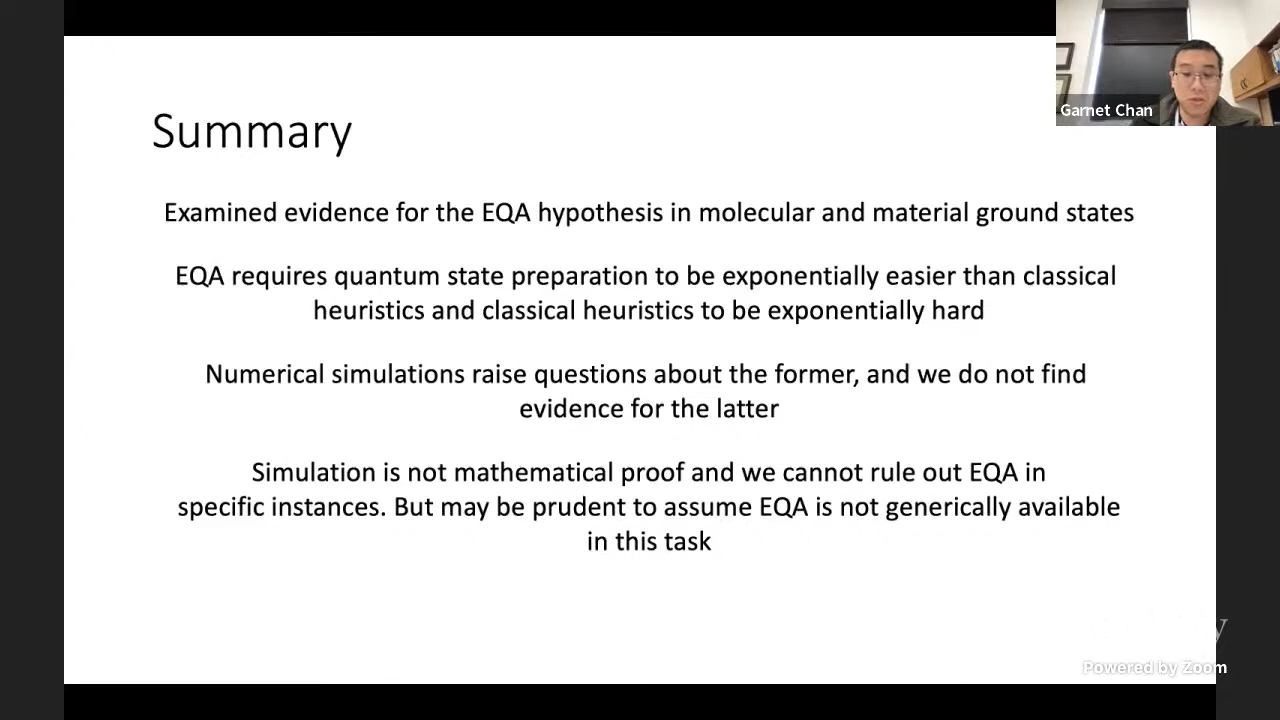 Garnet Chan
Summary
Examined evidence for the EQA hypothesis in molecular and material ground states
EQA requires quantum state preparation to be exponentially easier than classical
heuristics and classical heuristics to be exponentially hard
Numerical simulations raise questions about the former, and we do not find
evidence for the latter
Simulation is not mathematical proof and we cannot rule out EQA in
specific instances. But may be prudent to assume EQA is not generically available
in this task
Powered by Zoom